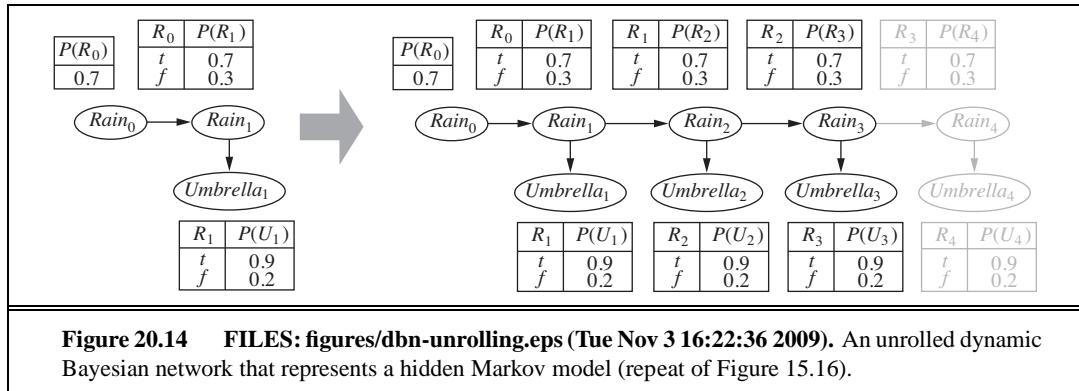 P(R0)
0.7
R0 P(R1)
t 0.7
f 0.3
Rain0 Rain1
Umbrella1
R1 P(U1)
t 0.9
f 0.2
P(R0)
0.7
R0 P(R1)
t 0.7
f 0.3
R1 P(R2)
t 0.7
f 0.3
R2 P(R3)
t 0.7
f 0.3
R3 P(R4)
t 0.7
f 0.3
Rain0 Rain1 Rain2 Rain3 Rain4
Umbrella1 Umbrella2 Umbrella3 Umbrella4
R1 P(U1)
t 0.9
f 0.2
R2 P(U2)
t 0.9
f 0.2
R3 P(U3)
t 0.9
f 0.2
R4 P(U4)
t 0.9
f 0.2
Figure 20.14 FILES: figures/dbn-unrolling.eps (Tue Nov 3 16:22:36 2009). An unrolled dynamic
Bayesian network that represents a hidden Markov model (repeat of Figure 15.16).